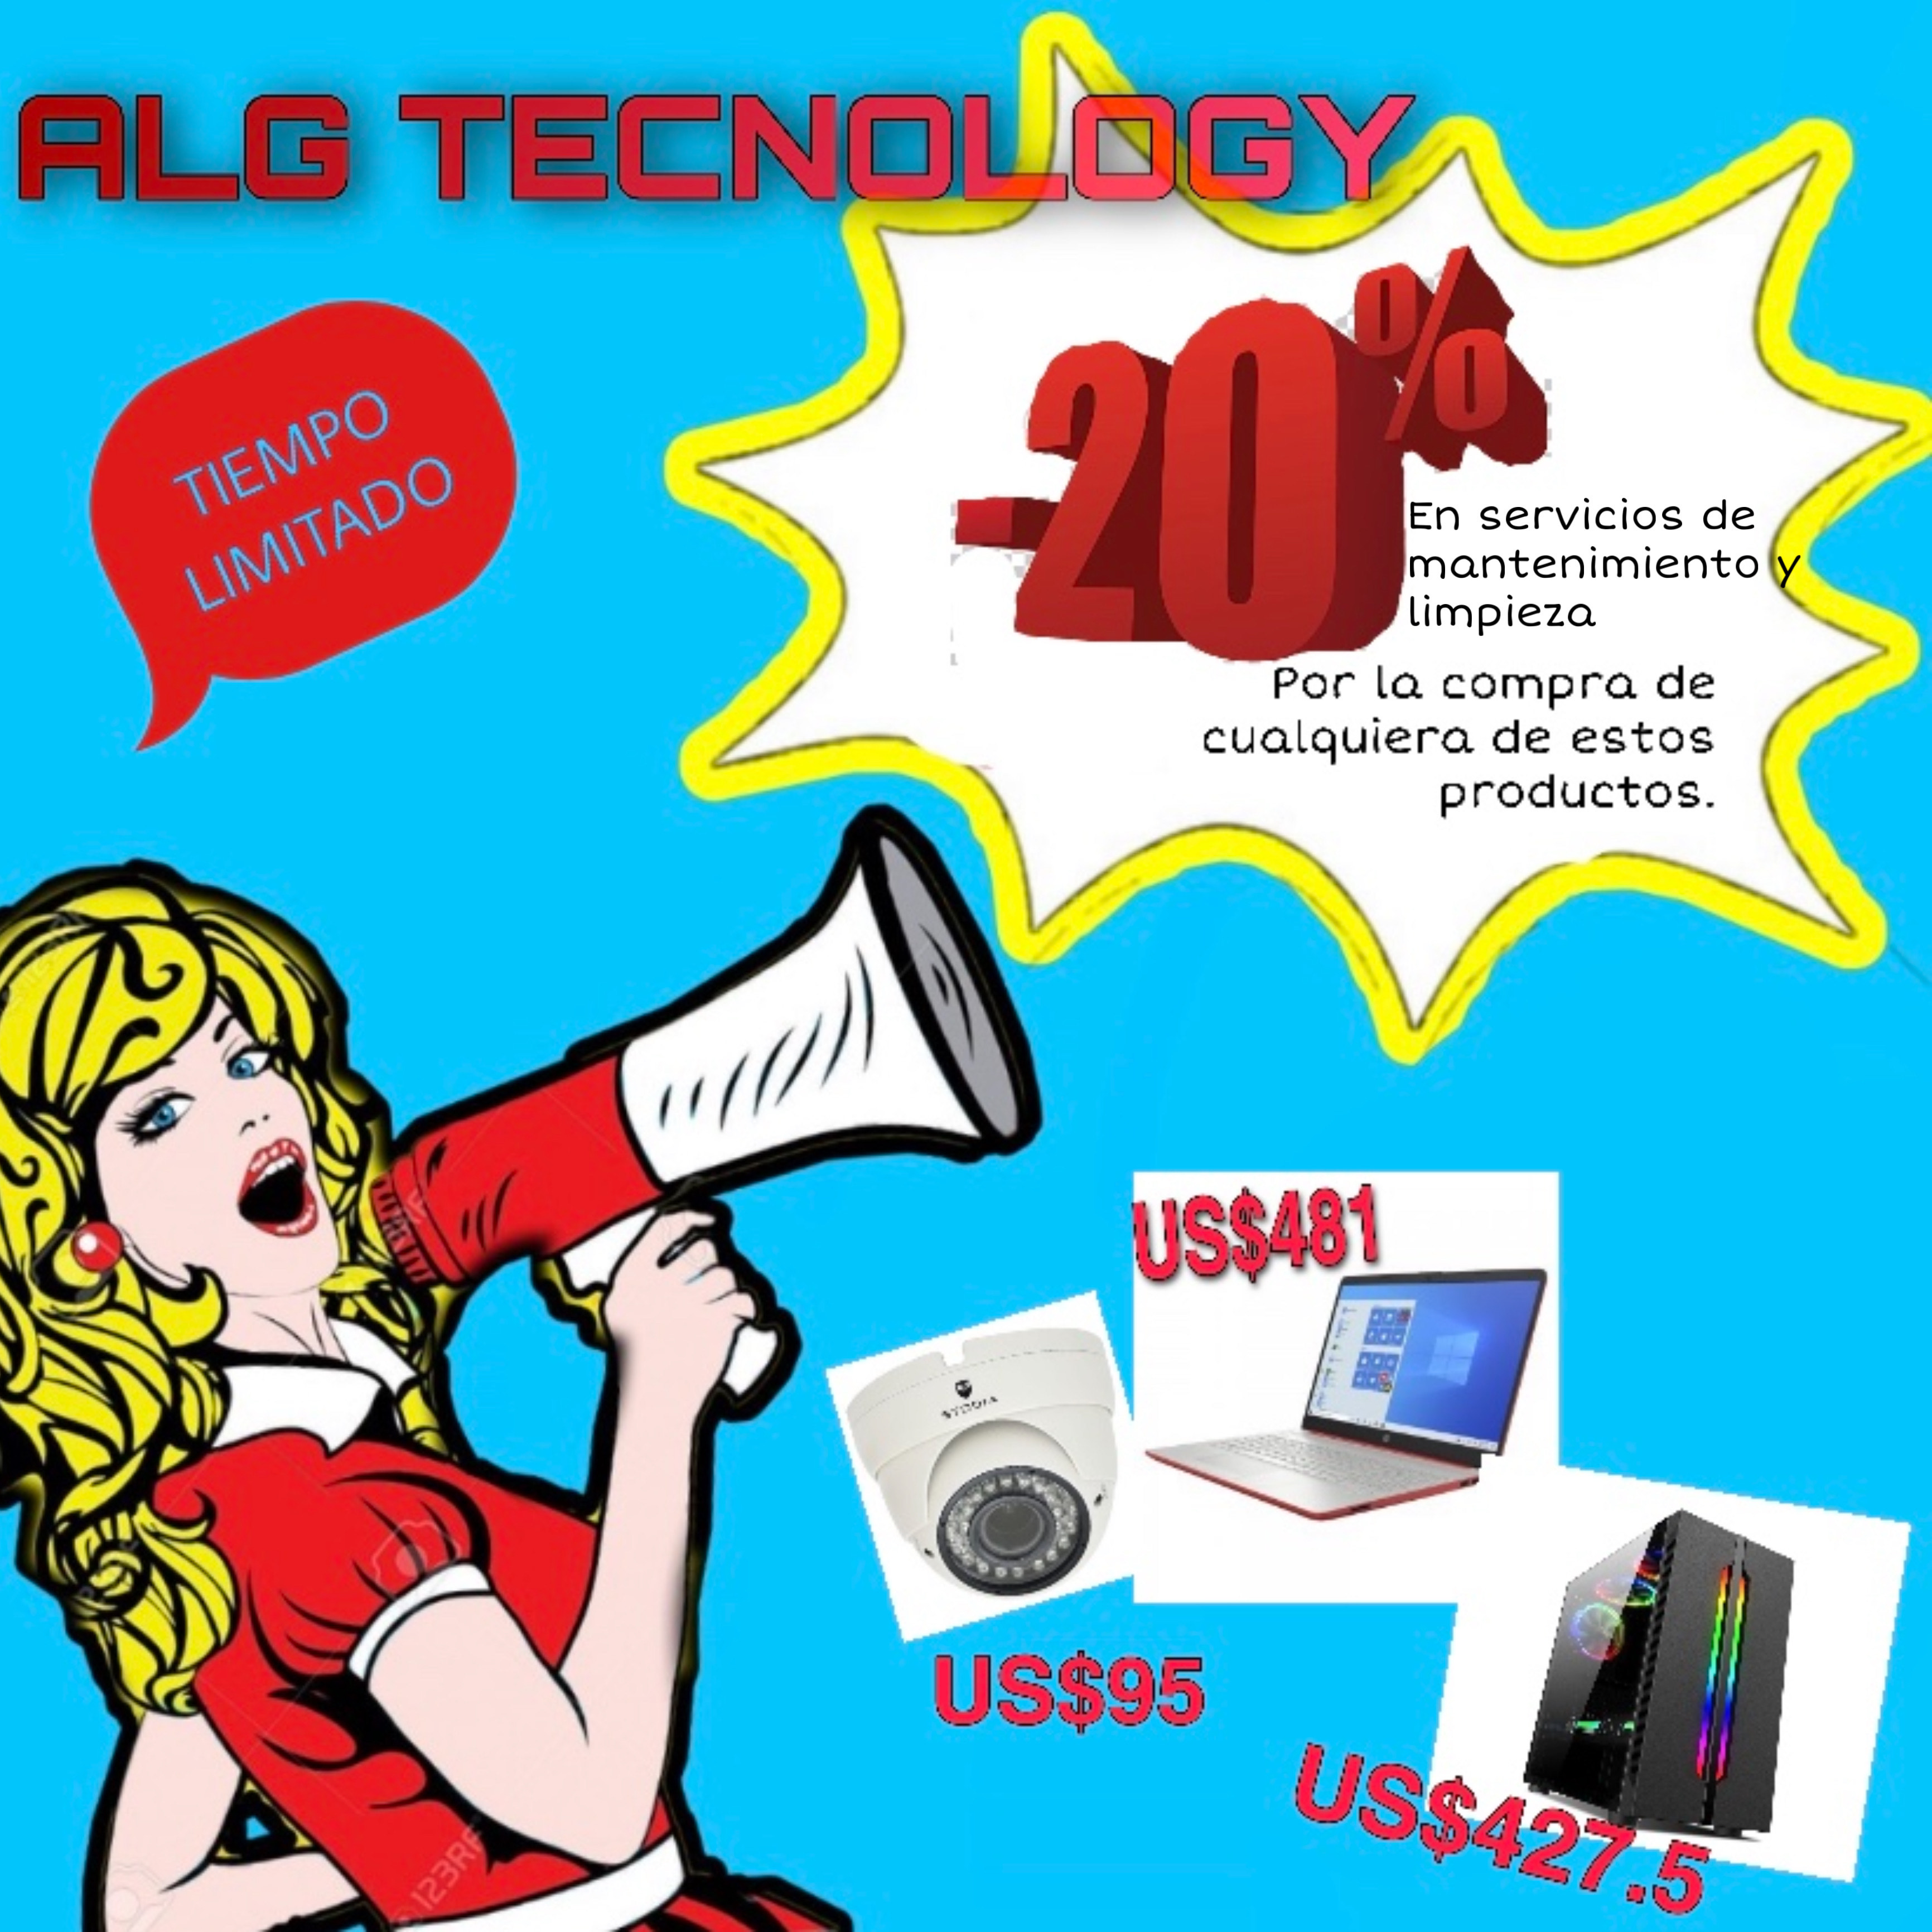 ALG TECNOLOGY
TIEMPO
LIMITADO
-20%
En servicios de
mantenimiento y
limpieza
Por la compra de
cualquiera de estos
productos.
US$481
US$95
US$427.5
123RF